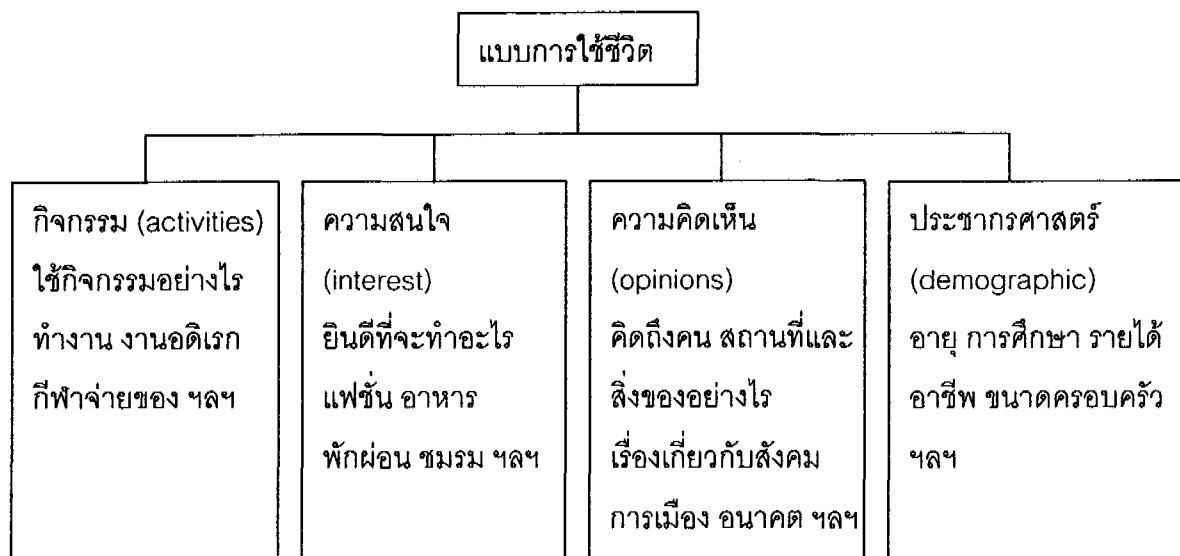 แบบการใช้ชีวิต
กิจกรรม (activities)
ใช้กิจกรรมอย่างไร
ทำงาน งานอดิเรก
กีฬาจ่ายของ ฯลฯ
ความสนใจ
(interest)
ยินดีที่จะทำอะไร
แฟชั่น อาหาร
พักผ่อน ชมรม ฯลฯ
ความคิดเห็น
(opinions)
คิดถึงคน สถานที่และ
สิ่งของอย่างไร
เรื่องเกี่ยวกับสังคม
การเมือง อนาคต ฯลฯ
ประชากรศาสตร์
(demographic)
อายุ การศึกษา รายได้
อาชีพ ขนาดครอบครัว
ฯลฯ